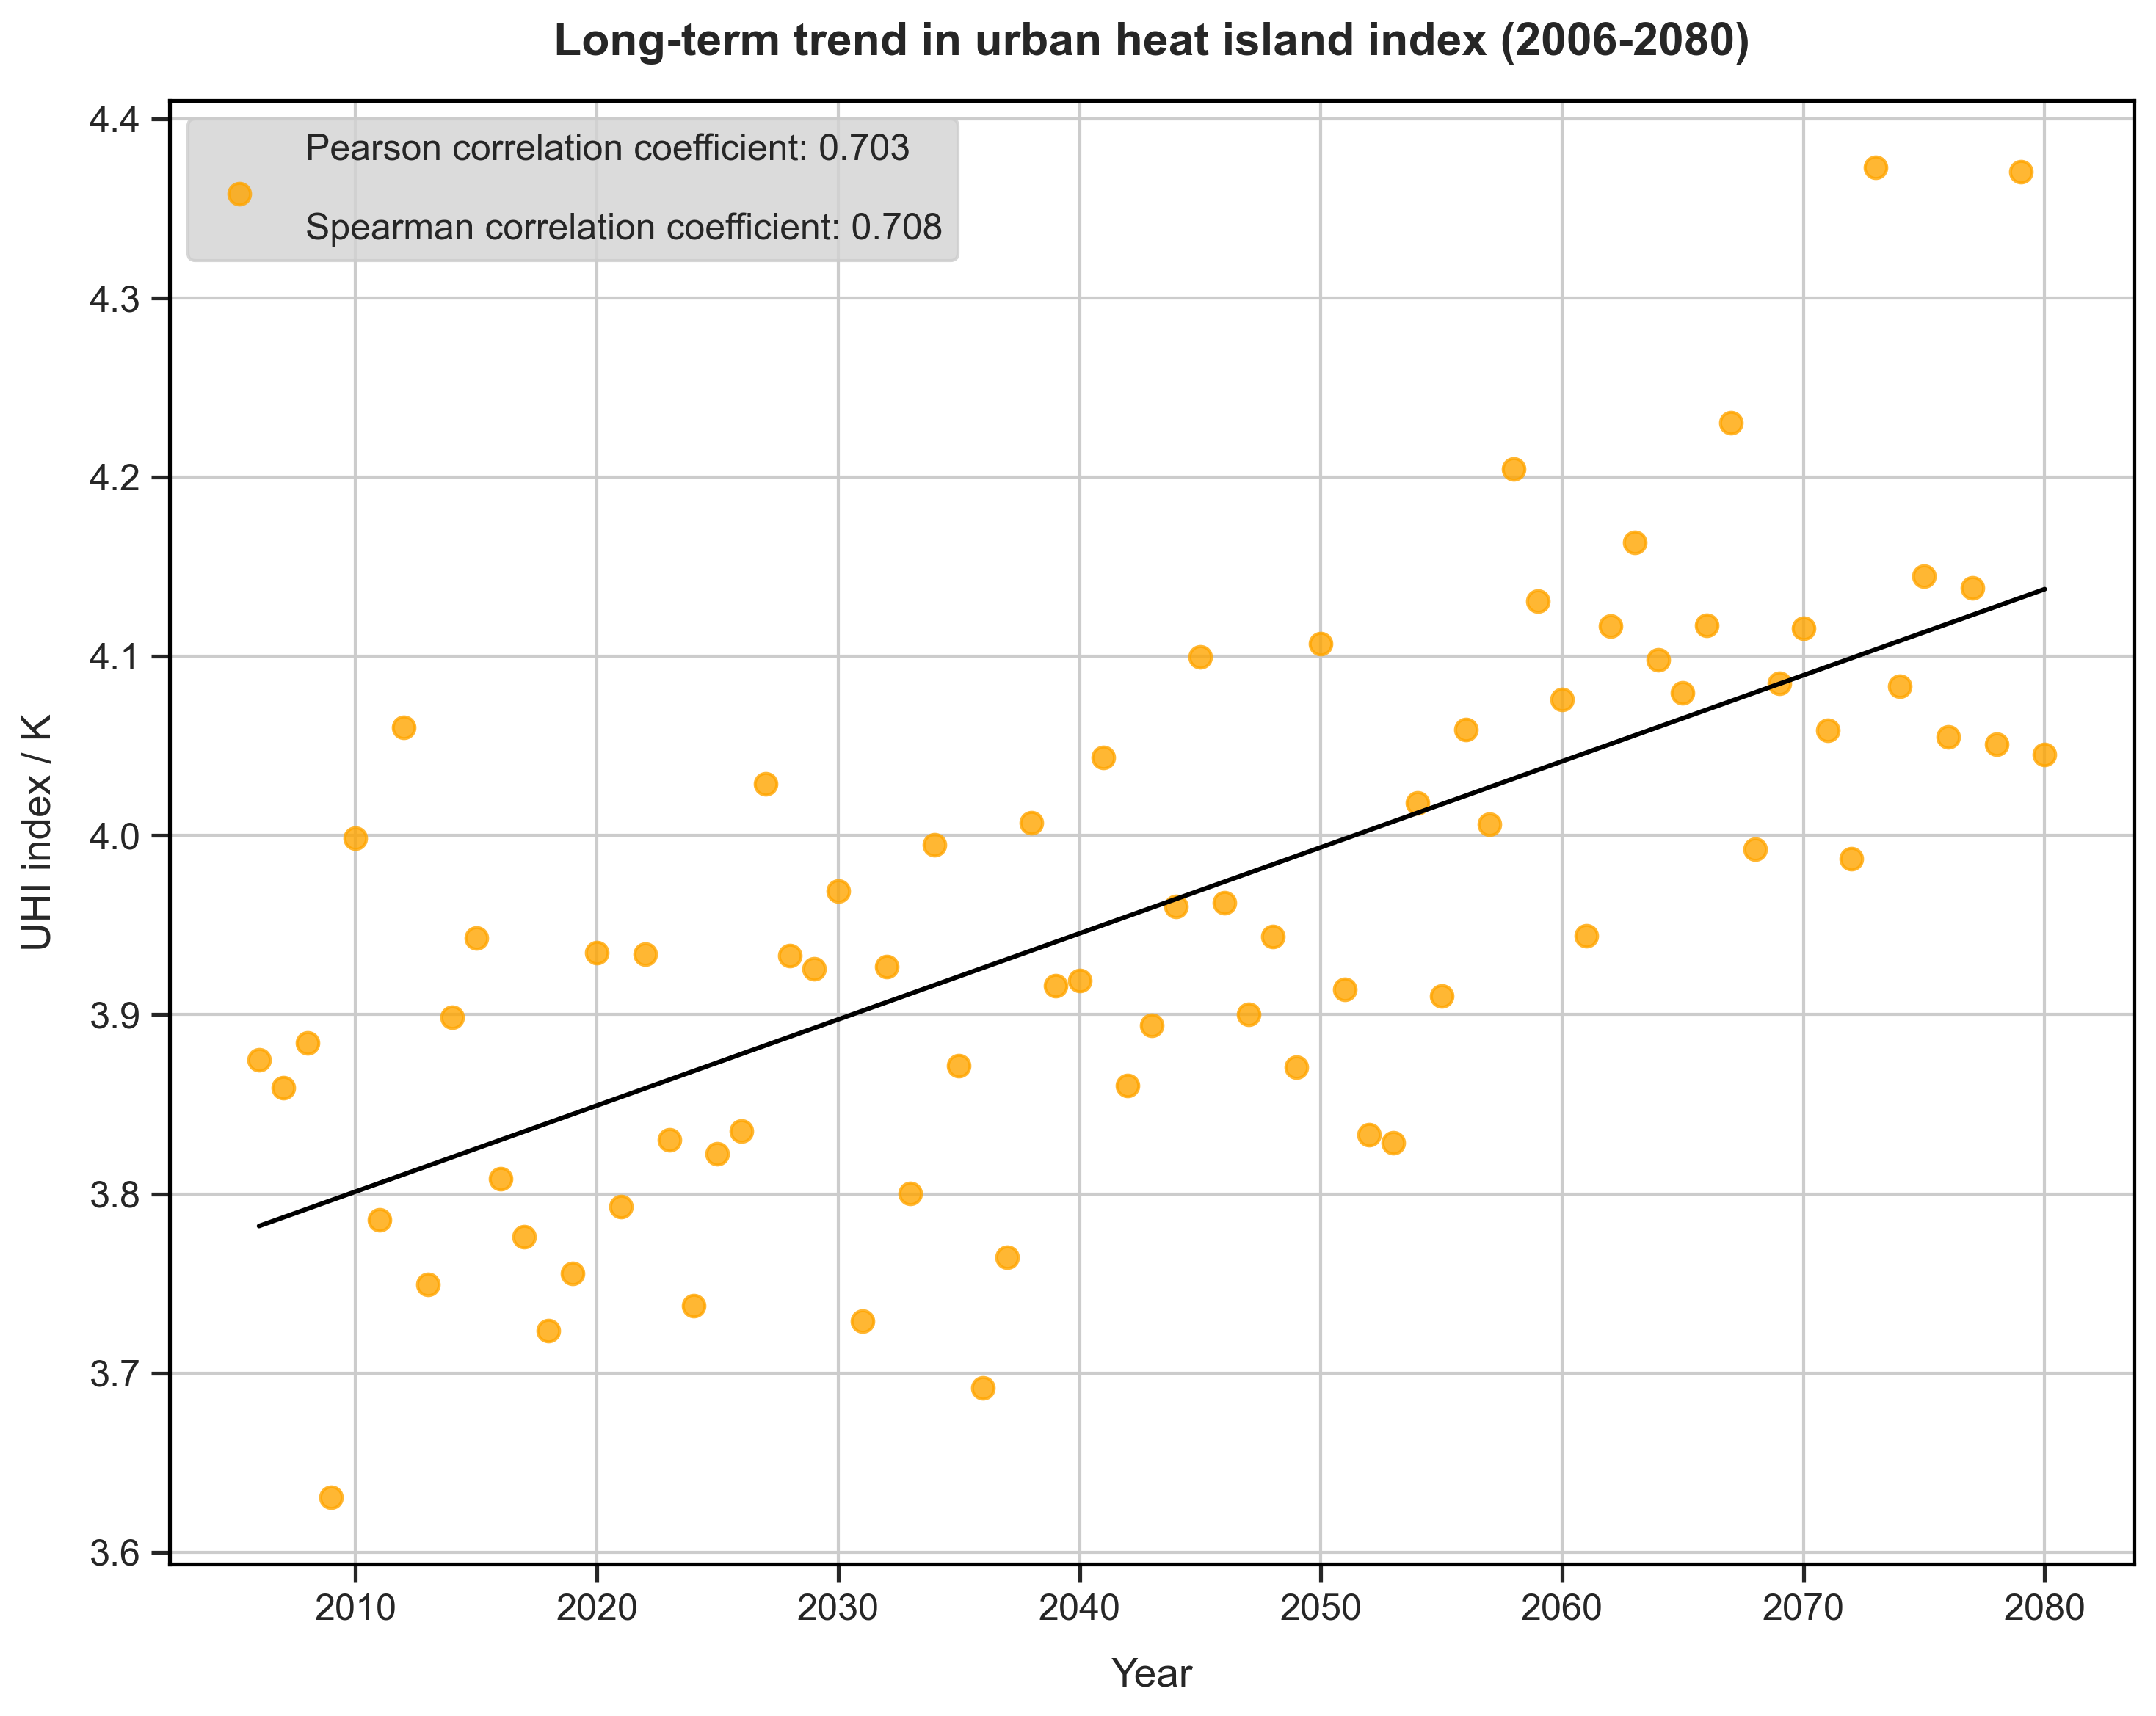 Long-term trend in urban heat island index (2006-2080)
Pearson correlation coefficient: 0.703
Spearman correlation coefficient: 0.708
4.4
4.3
4.2
4.1
4.0
3.9
3.8
3.7
3.6
UHI index / K
2010 2020 2030 2040 2050 2060 2070 2080
Year